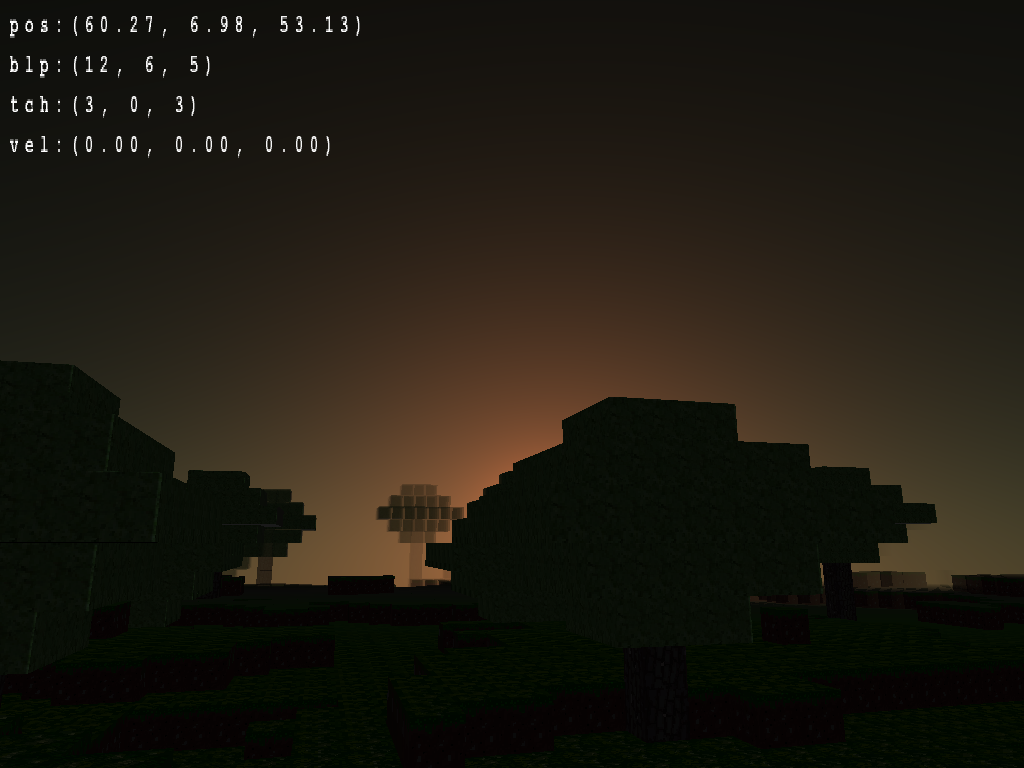 pos:(60.27, 6.98, 53.13)
blp:(12, 6, 5)
tch:(3, 0, 3)
vel:(0.00, 0.00, 0.00)